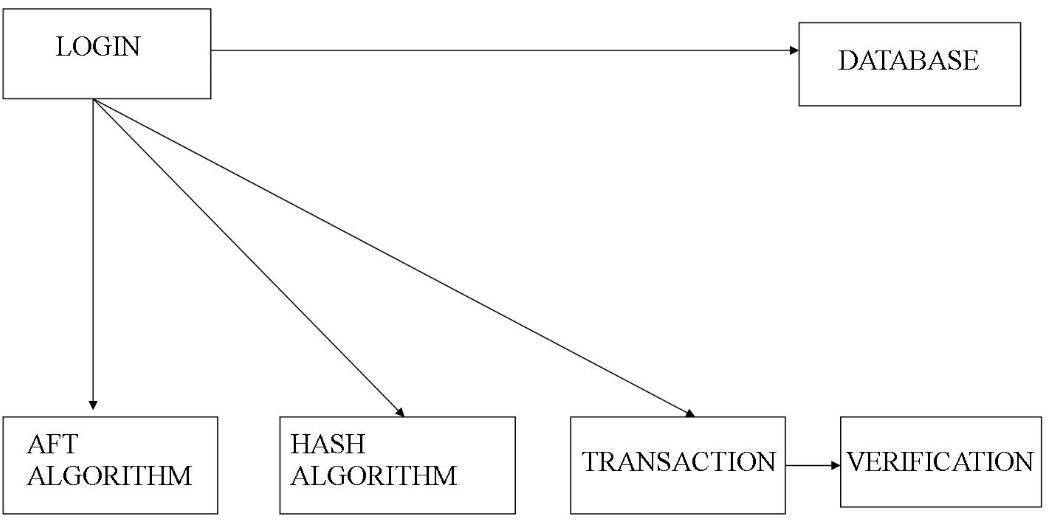 LOGIN
DATABASE
AFT
ALGORITHM
HASH
ALGORITHM
TRANSACTION
VERIFICATION